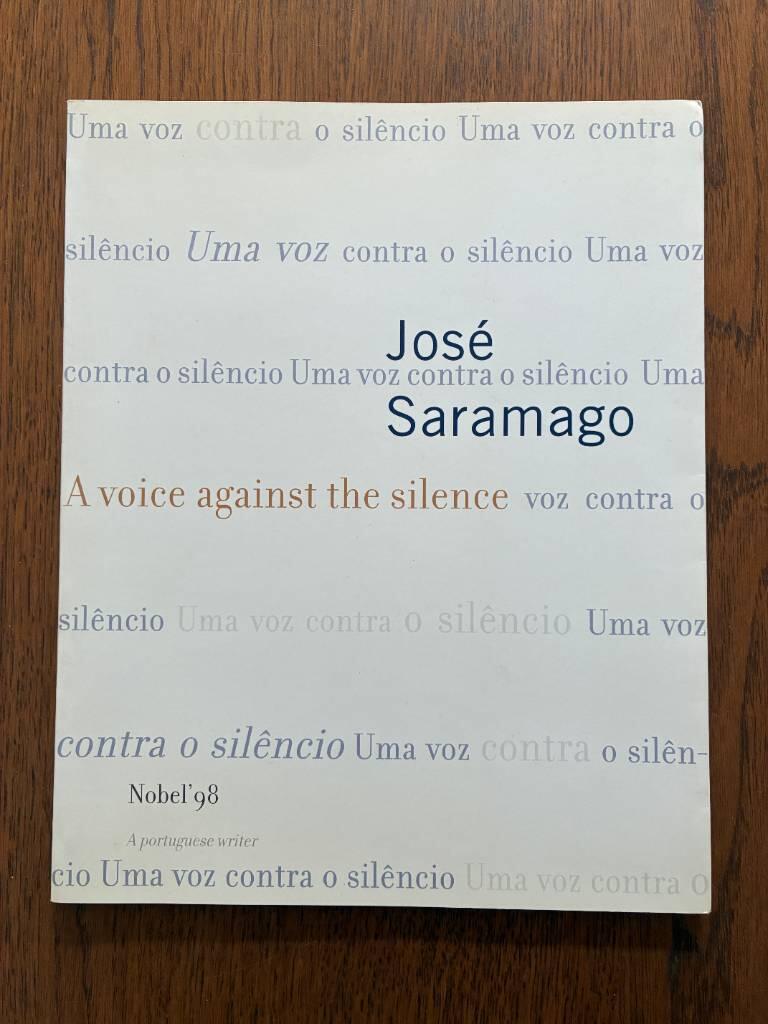 Uma voz contra o silêncio Uma voz contra o
silêncio Uma voz contra o silêncio Uma voz
José
contra o silêncio Uma voz contra o silêncio Uma
Saramago
A voice against the silence voz contra o
silêncio Uma voz contra o silêncio Uma voz
contra o silêncio Uma voz contra o silên-
Nobel'98
A portuguese writer
cio Uma voz contra o silêncio Uma voz contra o